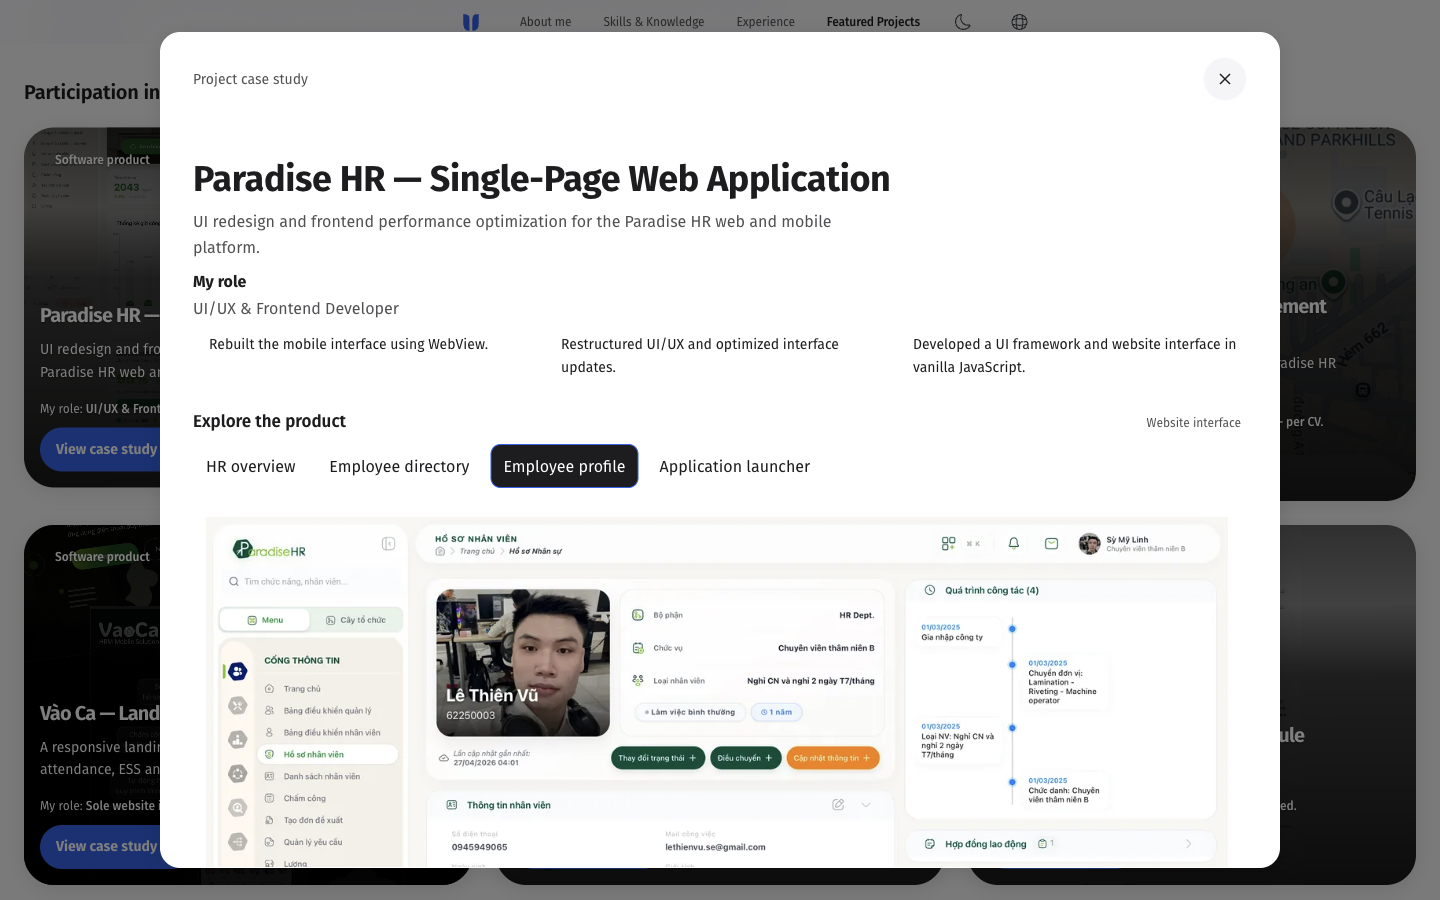 About me
Skills & Knowledge
Experience
Featured Projects
Participation in
Project case study
Paradise HR — Single-Page Web Application
UI redesign and frontend performance optimization for the Paradise HR web and mobile
platform.
My role
UI/UX & Frontend Developer
Rebuilt the mobile interface using WebView.
Restructured UI/UX and optimized interface
updates.
Developed a UI framework and website interface in
vanilla JavaScript.
Explore the product
Website interface
HR overview
Employee directory
Employee profile
Application launcher
ParadiseHR
Tìm chức năng, nhân viên...
Menu
Cây tổ chức
CỔNG THÔNG TIN
Trang chủ
Bảng điều khiển quản lý
Bảng điều khiển nhân viên
Hồ sơ nhân viên
Danh sách nhân viên
Chấm công
Tạo đơn đề xuất
Quản lý yêu cầu
Lương
HỒ SƠ NHÂN VIÊN
Trang chủ
Hồ sơ Nhân sự
⌘ K
Sỳ Mỹ Linh
Chuyên viên thâm niên B
Lê Thiên Vũ
62250003
Bộ phận
HR Dept.
Chức vụ
Chuyên viên thâm niên B
Loại nhân viên
Nghỉ CN và nghỉ 2 ngày T7/tháng
Làm việc bình thường
1 năm
Lần cập nhật gần nhất:
27/04/2026 04:01
Thay đổi trạng thái +
Điều chuyển +
Cập nhật thông tin +
Thông tin nhân viên
Số điện thoại
0945949065
Mail công việc
lethienvu.se@gmail.com
Quá trình công tác (4)
01/03/2025
Gia nhập công ty
01/03/2025
Chuyển đơn vị:
Lamination -
Riveting - Machine
operator
01/03/2025
Loại NV: Nghỉ CN và
nghỉ 2 ngày
T7/tháng
01/03/2025
Chức danh: Chuyên
viên thâm niên B
Hợp đồng lao động
1
Software product
2043
Paradise HR —
UI redesign and fro
Paradise HR web a
My role: UI/UX & Front
View case study
AND PARKHILLS
Câu Lạ
Tennis
ement
adise HR
- per CV.
Software product
Vào Ca — Land
A responsive landin
attendance, ESS an
My role: Sole website i
View case study
ule
ed.